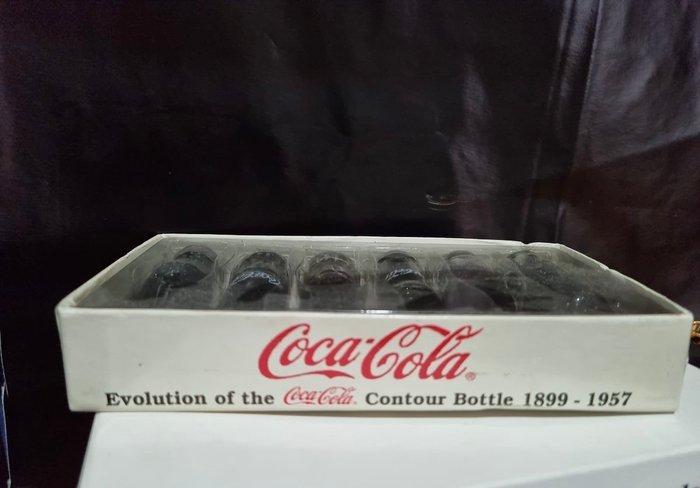 Coca-Cola®
Evolution of the Coca-Cola Contour Bottle 1899 - 1957